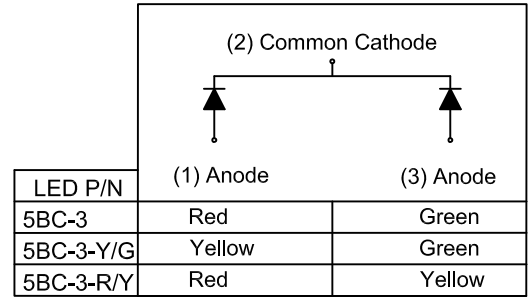 (2) Common Cathode
(1) Anode (3) Anode
LED P/N
5BC-3 Red Green
5BC-3-Y/G Yellow Green
5BC-3-R/Y Red Yellow